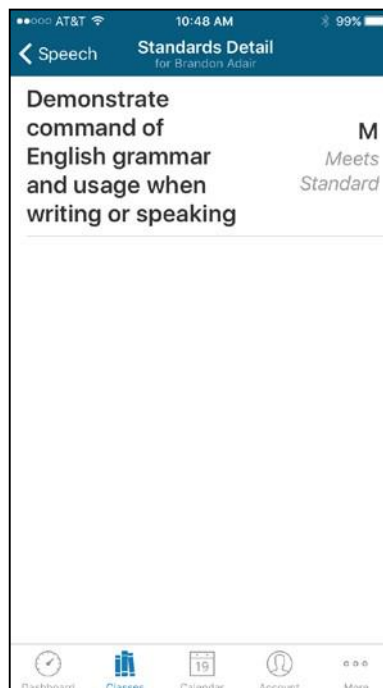 AT&T 10:48 AM 99%
Speech Standards Detail
for Brandon Adair
Demonstrate
command of
English grammar
and usage when
writing or speaking
M
Meets
Standard
19
Dashboard Classes Calendar Account More